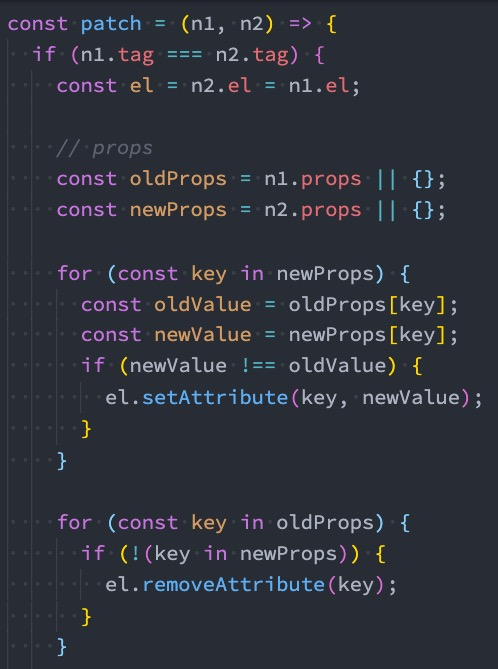 const patch = (n1, n2) => {
  if (n1.tag === n2.tag) {
    const el = n2.el = n1.el;

    // props
    const oldProps = n1.props || {};
    const newProps = n2.props || {};

    for (const key in newProps) {
      const oldValue = oldProps[key];
      const newValue = newProps[key];
      if (newValue !== oldValue) {
        el.setAttribute(key, newValue);
      }
    }

    for (const key in oldProps) {
      if (!(key in newProps)) {
        el.removeAttribute(key);
      }
    }